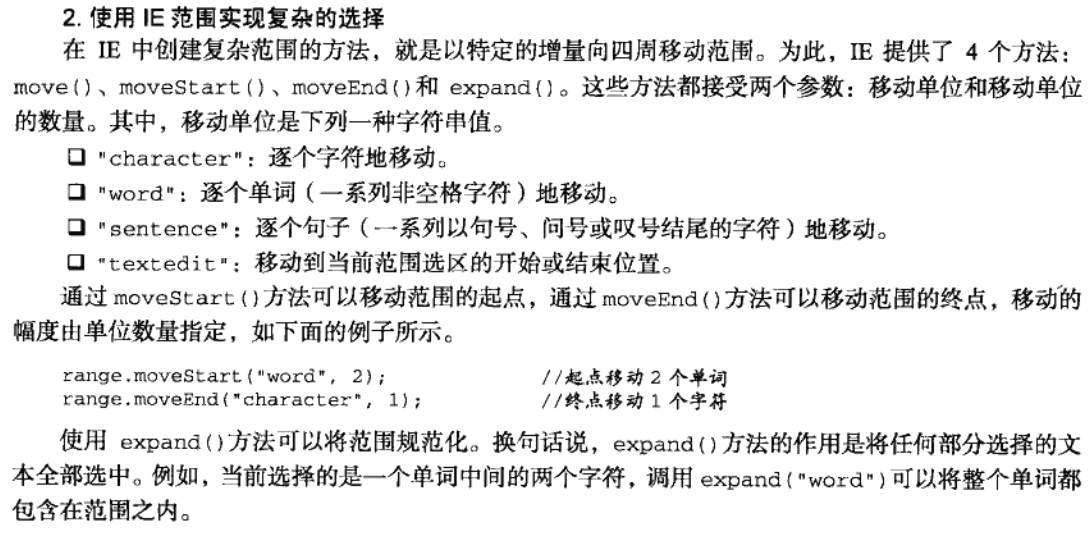 2. 使用 IE 范围实现复杂的选择
在 IE 中创建复杂范围的方法，就是以特定的增量向四周移动范围。为此，IE 提供了 4 个方法：
move()、moveStart()、moveEnd()和 expand()。这些方法都接受两个参数：移动单位和移动单位
的数量。其中，移动单位是下列一种字符串值。
❑ "character"：逐个字符地移动。
❑ "word"：逐个单词（一系列非空格字符）地移动。
❑ "sentence"：逐个句子（一系列以句号、问号或叹号结尾的字符）地移动。
❑ "textedit"：移动到当前范围选区的开始或结束位置。
通过 moveStart()方法可以移动范围的起点，通过 moveEnd()方法可以移动范围的终点，移动的
幅度由单位数量指定，如下面的例子所示。
range.moveStart("word", 2); //起点移动 2 个单词
range.moveEnd("character", 1); //终点移动 1 个字符
使用 expand()方法可以将范围规范化。换句话说，expand()方法的作用是将任何部分选择的文
本全部选中。例如，当前选择的是一个单词中间的两个字符，调用 expand("word")可以将整个单词都
包含在范围之内。